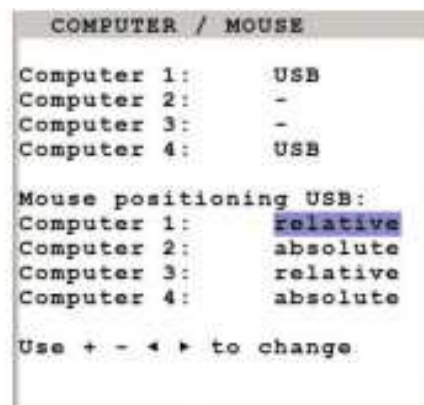 COMPUTER / MOUSE
Computer 1: USB
Computer 2: -
Computer 3: -
Computer 4: USB
Mouse positioning USB:
Computer 1: relative
Computer 2: absolute
Computer 3: relative
Computer 4: absolute
Use + - ◂ ▸ to change